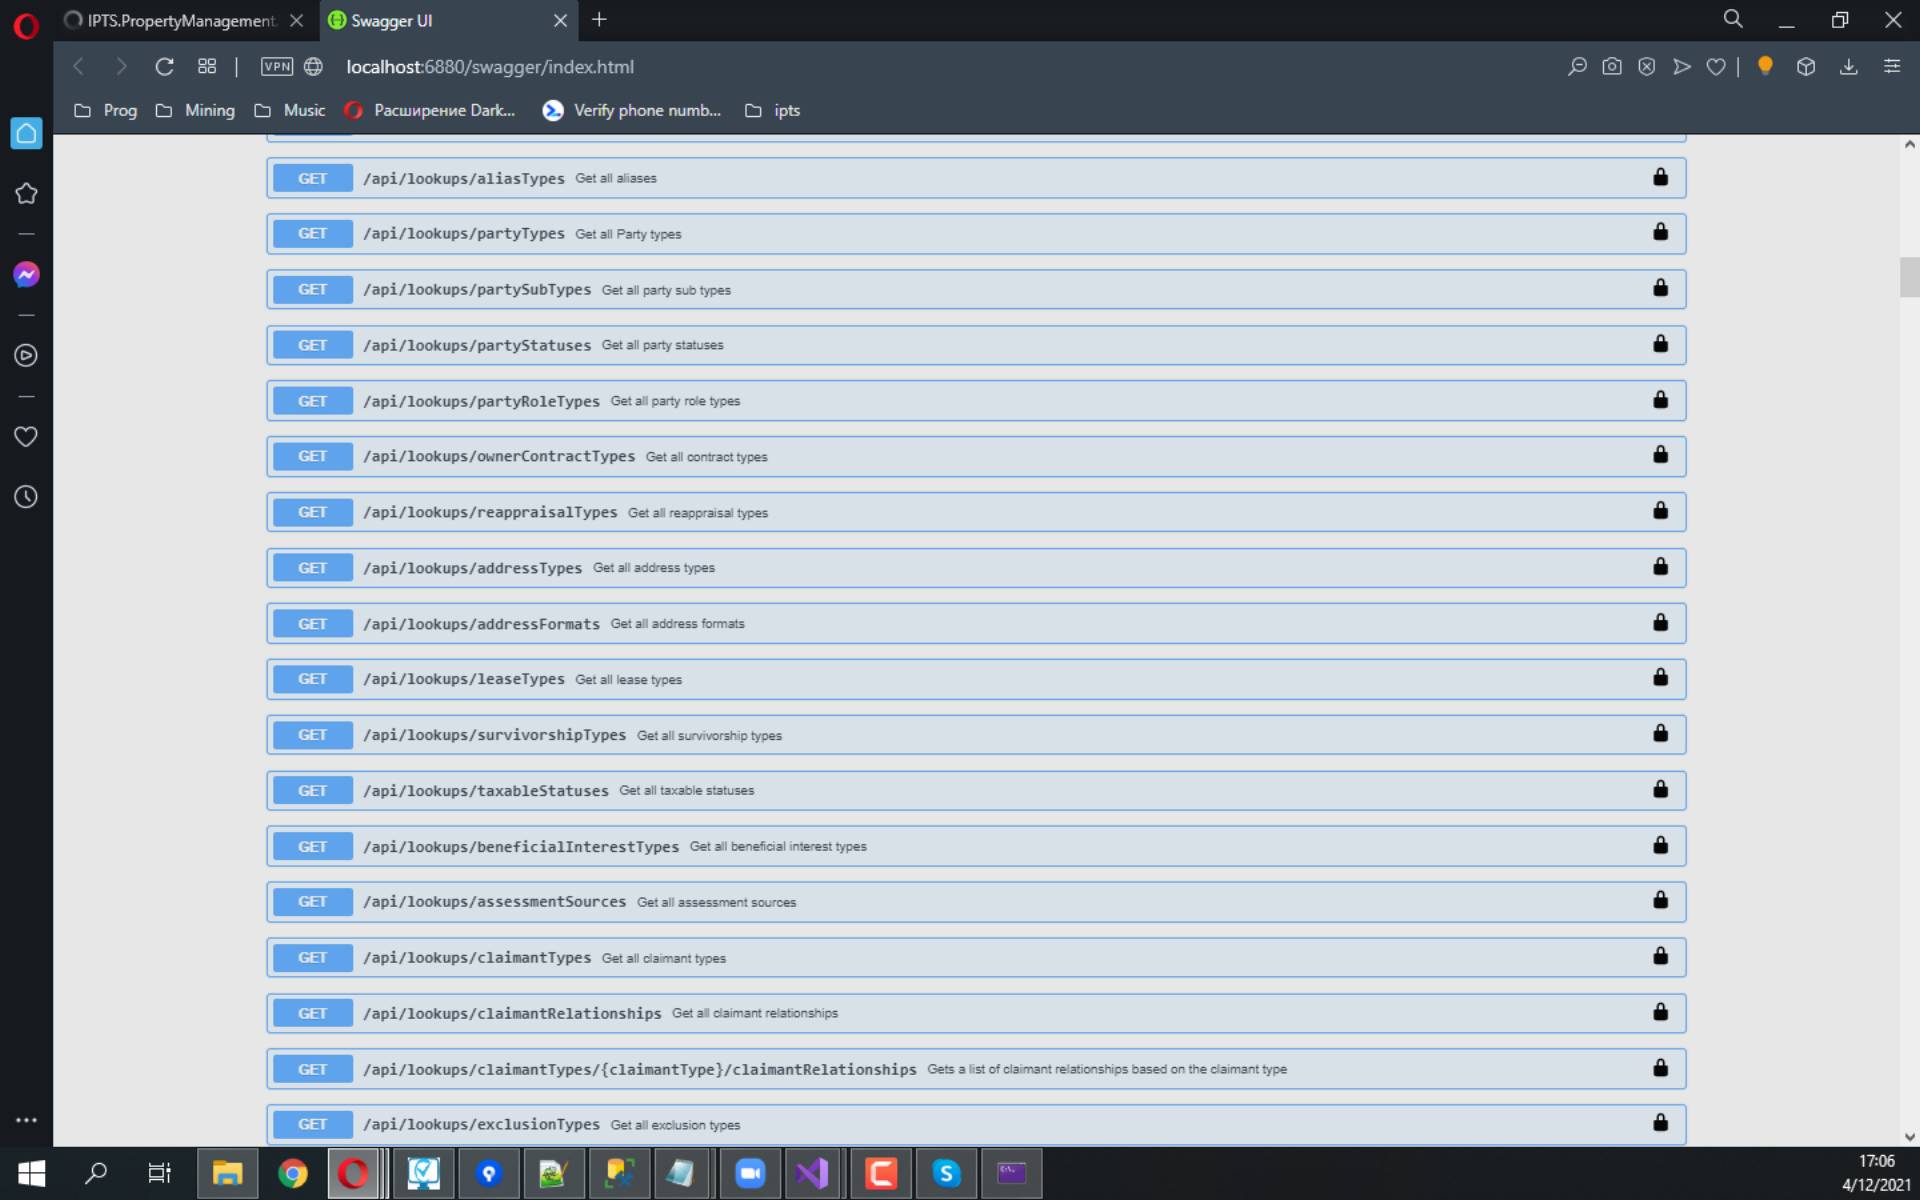 IPTS.PropertyManagement.
Swagger UI
VPN
localhost:6880/swagger/index.html
Prog
Mining
Music
Расширение Dark...
Verify phone numb...
ipts
GET /api/lookups/aliasTypes Get all aliases
GET /api/lookups/partyTypes Get all Party types
GET /api/lookups/partySubTypes Get all party sub types
GET /api/lookups/partyStatuses Get all party statuses
GET /api/lookups/partyRoleTypes Get all party role types
GET /api/lookups/ownerContractTypes Get all contract types
GET /api/lookups/reappraisalTypes Get all reappraisal types
GET /api/lookups/addressTypes Get all address types
GET /api/lookups/addressFormats Get all address formats
GET /api/lookups/leaseTypes Get all lease types
GET /api/lookups/survivorshipTypes Get all survivorship types
GET /api/lookups/taxableStatuses Get all taxable statuses
GET /api/lookups/beneficialInterestTypes Get all beneficial interest types
GET /api/lookups/assessmentSources Get all assessment sources
GET /api/lookups/claimantTypes Get all claimant types
GET /api/lookups/claimantRelationships Get all claimant relationships
GET /api/lookups/claimantTypes/{claimantType}/claimantRelationships Gets a list of claimant relationships based on the claimant type
GET /api/lookups/exclusionTypes Get all exclusion types
17:06
4/12/2021